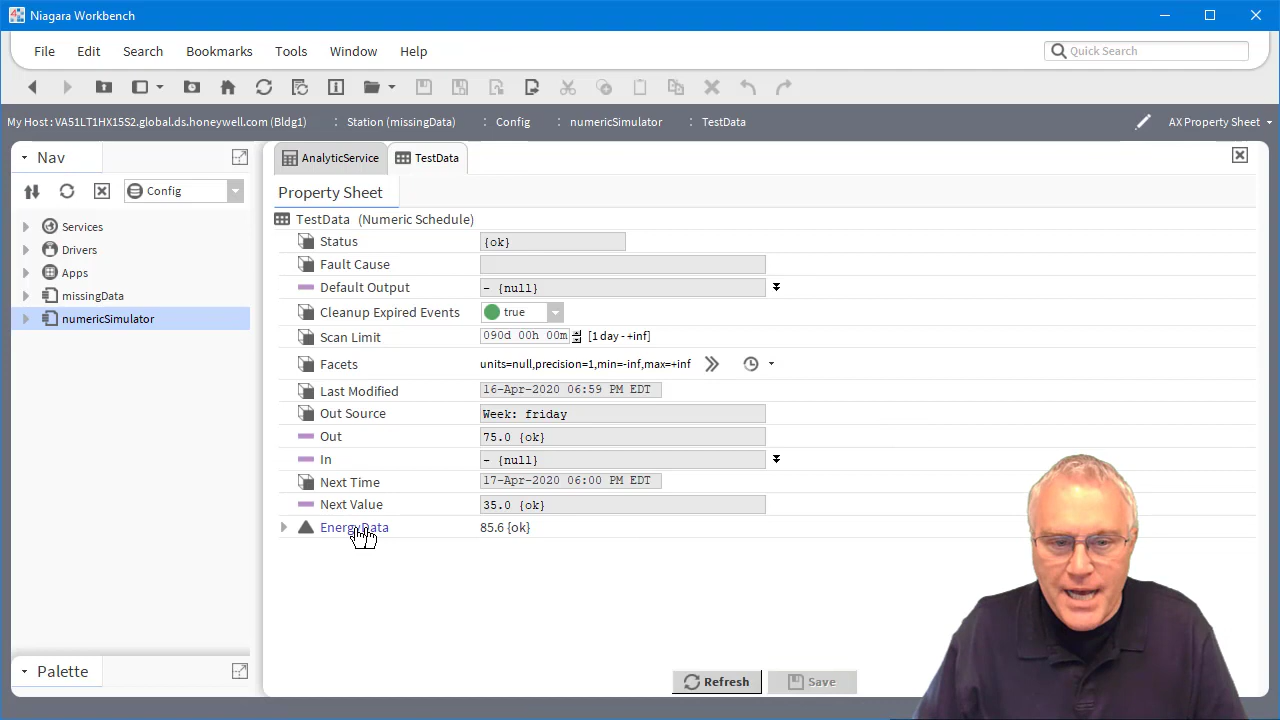 Niagara Workbench
File Edit Search Bookmarks Tools Window Help
Quick Search
My Host : VA51LT1HX15S2.global.ds.honeywell.com (Bldg1) : Station (missingData) : Config : numericSimulator : TestData AX Property Sheet
Nav
Config
Services
Drivers
Apps
missingData
numericSimulator
Palette
AnalyticService TestData
Property Sheet
TestData (Numeric Schedule)
Status {ok}
Fault Cause
Default Output - {null}
Cleanup Expired Events true
Scan Limit 090d 00h 00m [1 day - +inf]
Facets units=null,precision=1,min=-inf,max=+inf
Last Modified 16-Apr-2020 06:59 PM EDT
Out Source Week: friday
Out 75.0 {ok}
In - {null}
Next Time 17-Apr-2020 06:00 PM EDT
Next Value 35.0 {ok}
EnergyData 85.6 {ok}
Refresh Save